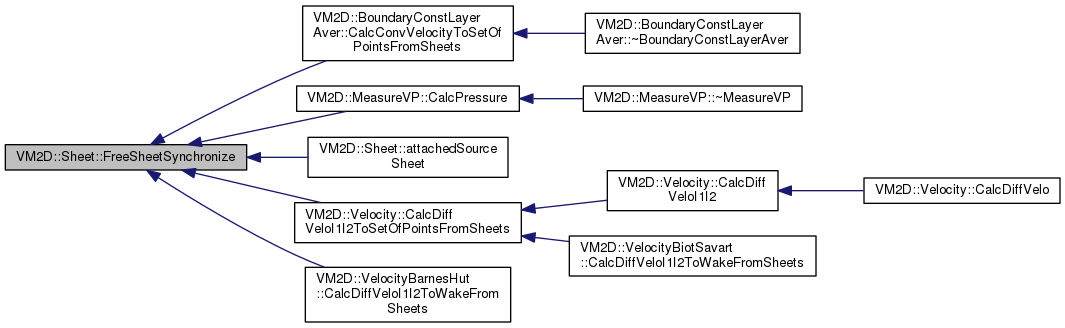 VM2D::BoundaryConstLayer
Aver::CalcConvVelocityToSetOf
PointsFromSheets
VM2D::BoundaryConstLayer
Aver::~BoundaryConstLayerAver
VM2D::MeasureVP::CalcPressure
VM2D::MeasureVP::~MeasureVP
VM2D::Sheet::FreeSheetSynchronize
VM2D::Sheet::attachedSource
Sheet
VM2D::Velocity::CalcDiff
VeloI1I2ToSetOfPointsFromSheets
VM2D::Velocity::CalcDiff
VeloI1I2
VM2D::Velocity::CalcDiffVelo
VM2D::VelocityBiotSavart
::CalcDiffVeloI1I2ToWakeFromSheets
VM2D::VelocityBarnesHut
::CalcDiffVeloI1I2ToWakeFrom
Sheets